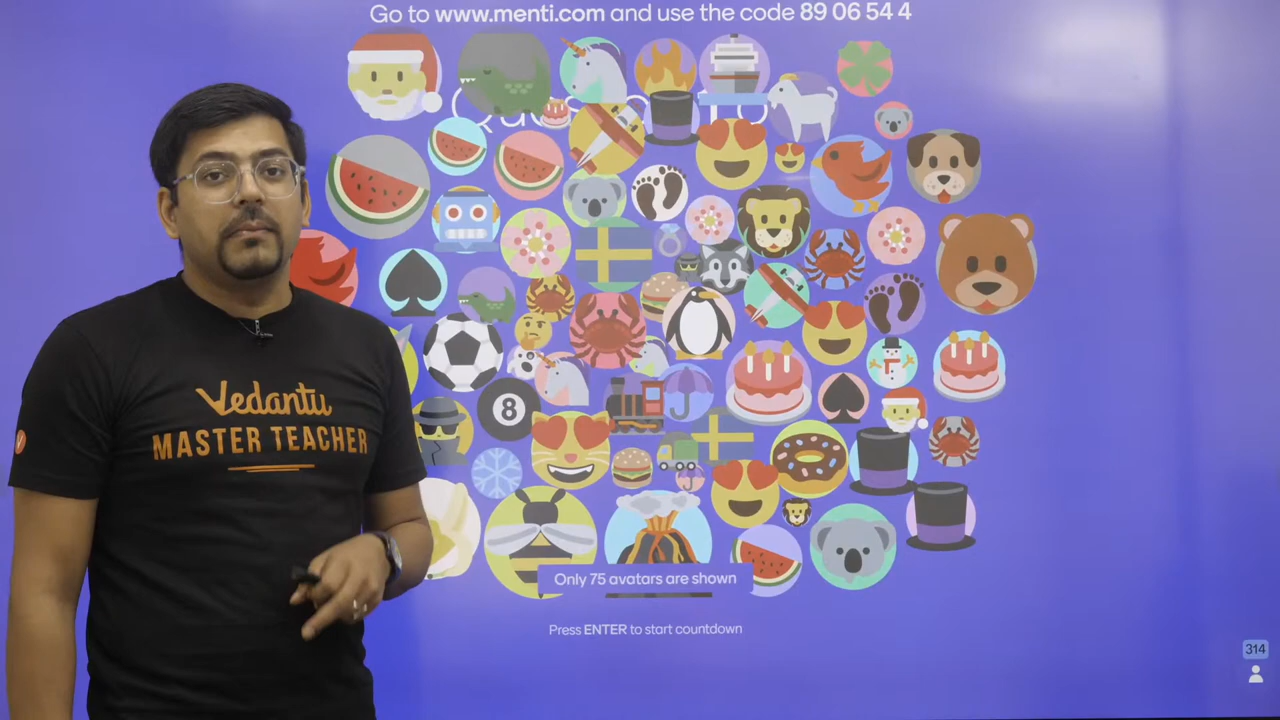 Go to www.menti.com and use the code 89 06 54 4
8
Vedantu
MASTER TEACHER
Only 75 avatars are shown
Press ENTER to start countdown
314